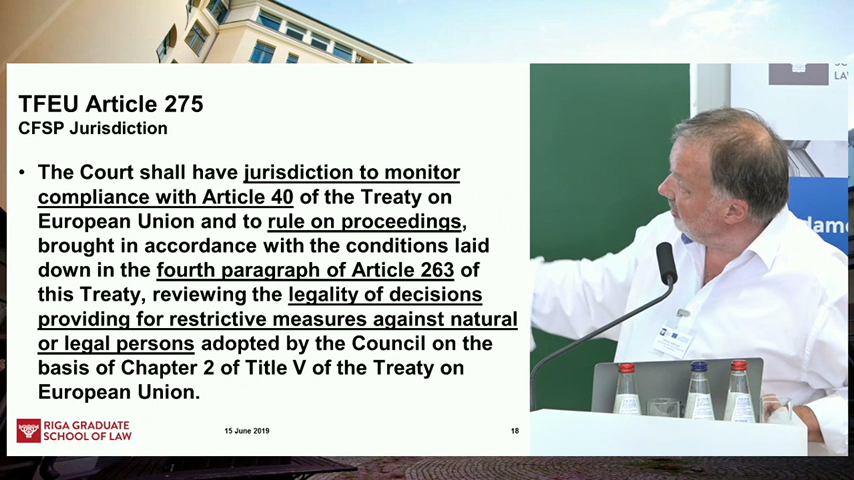 TFEU Article 275
CFSP Jurisdiction
• The Court shall have jurisdiction to monitor
compliance with Article 40 of the Treaty on
European Union and to rule on proceedings,
brought in accordance with the conditions laid
down in the fourth paragraph of Article 263 of
this Treaty, reviewing the legality of decisions
providing for restrictive measures against natural
or legal persons adopted by the Council on the
basis of Chapter 2 of Title V of the Treaty on
European Union.
RIGA GRADUATE
SCHOOL OF LAW
15 June 2019
18